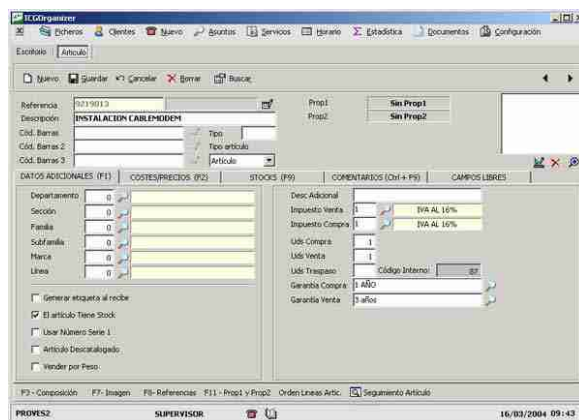 ICGOrganizer
Ficheros Clientes Nuevo Asuntos Servicios Horario Σ Estadística Documentos Configuración
Escritorio Artículo
Nuevo Guardar Cancelar Borrar Buscar
Referencia 9219013 Prop1 Sin Prop1
Descripción INSTALACION CABLEMODEM Prop2 Sin Prop2
Cód. Barras Tipo
Cód. Barras 2 Tipo artículo
Cód. Barras 3 Artículo
DATOS ADICIONALES (F1) COSTES/PRECIOS (F2) STOCKS (F9) COMENTARIOS (Ctrl + F9) CAMPOS LIBRES
Departamento 0 Desc Adicional
Sección 0 Impuesto Venta 1 IVA AL 16%
Familia 0 Impuesto Compra 1 IVA AL 16%
Subfamilia 0 Uds Compra 1
Marca 0 Uds Venta 1
Línea 0 Uds Traspaso Código Interno: 87
Garantía Compra 1 AÑO
Garantía Venta 3 años
Generar etiqueta al recibir
El artículo Tiene Stock
Usar Número Serie 1
Artículo Descatalogado
Vender por Peso
F3 - Composición F7- Imagen F8- Referencias F11 - Prop1 y Prop2 Orden Lineas Artic. Seguimiento Artículo
PROVES2 SUPERVISOR 16/03/2004 09:43